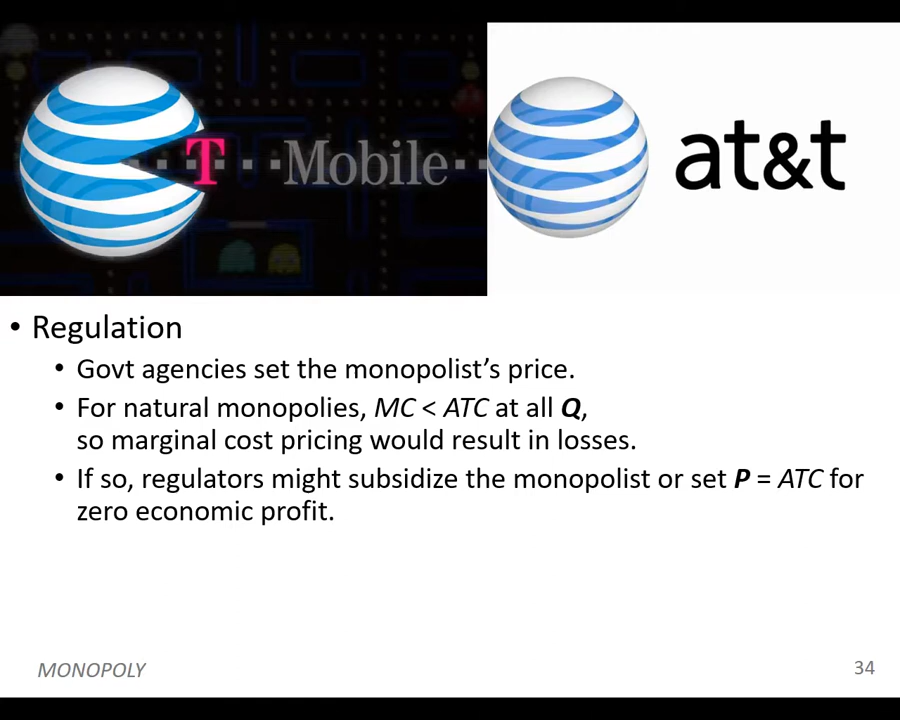 T Mobile
at&t
• Regulation
• Govt agencies set the monopolist’s price.
• For natural monopolies, MC < ATC at all Q,
so marginal cost pricing would result in losses.
• If so, regulators might subsidize the monopolist or set P = ATC for
zero economic profit.
MONOPOLY
34